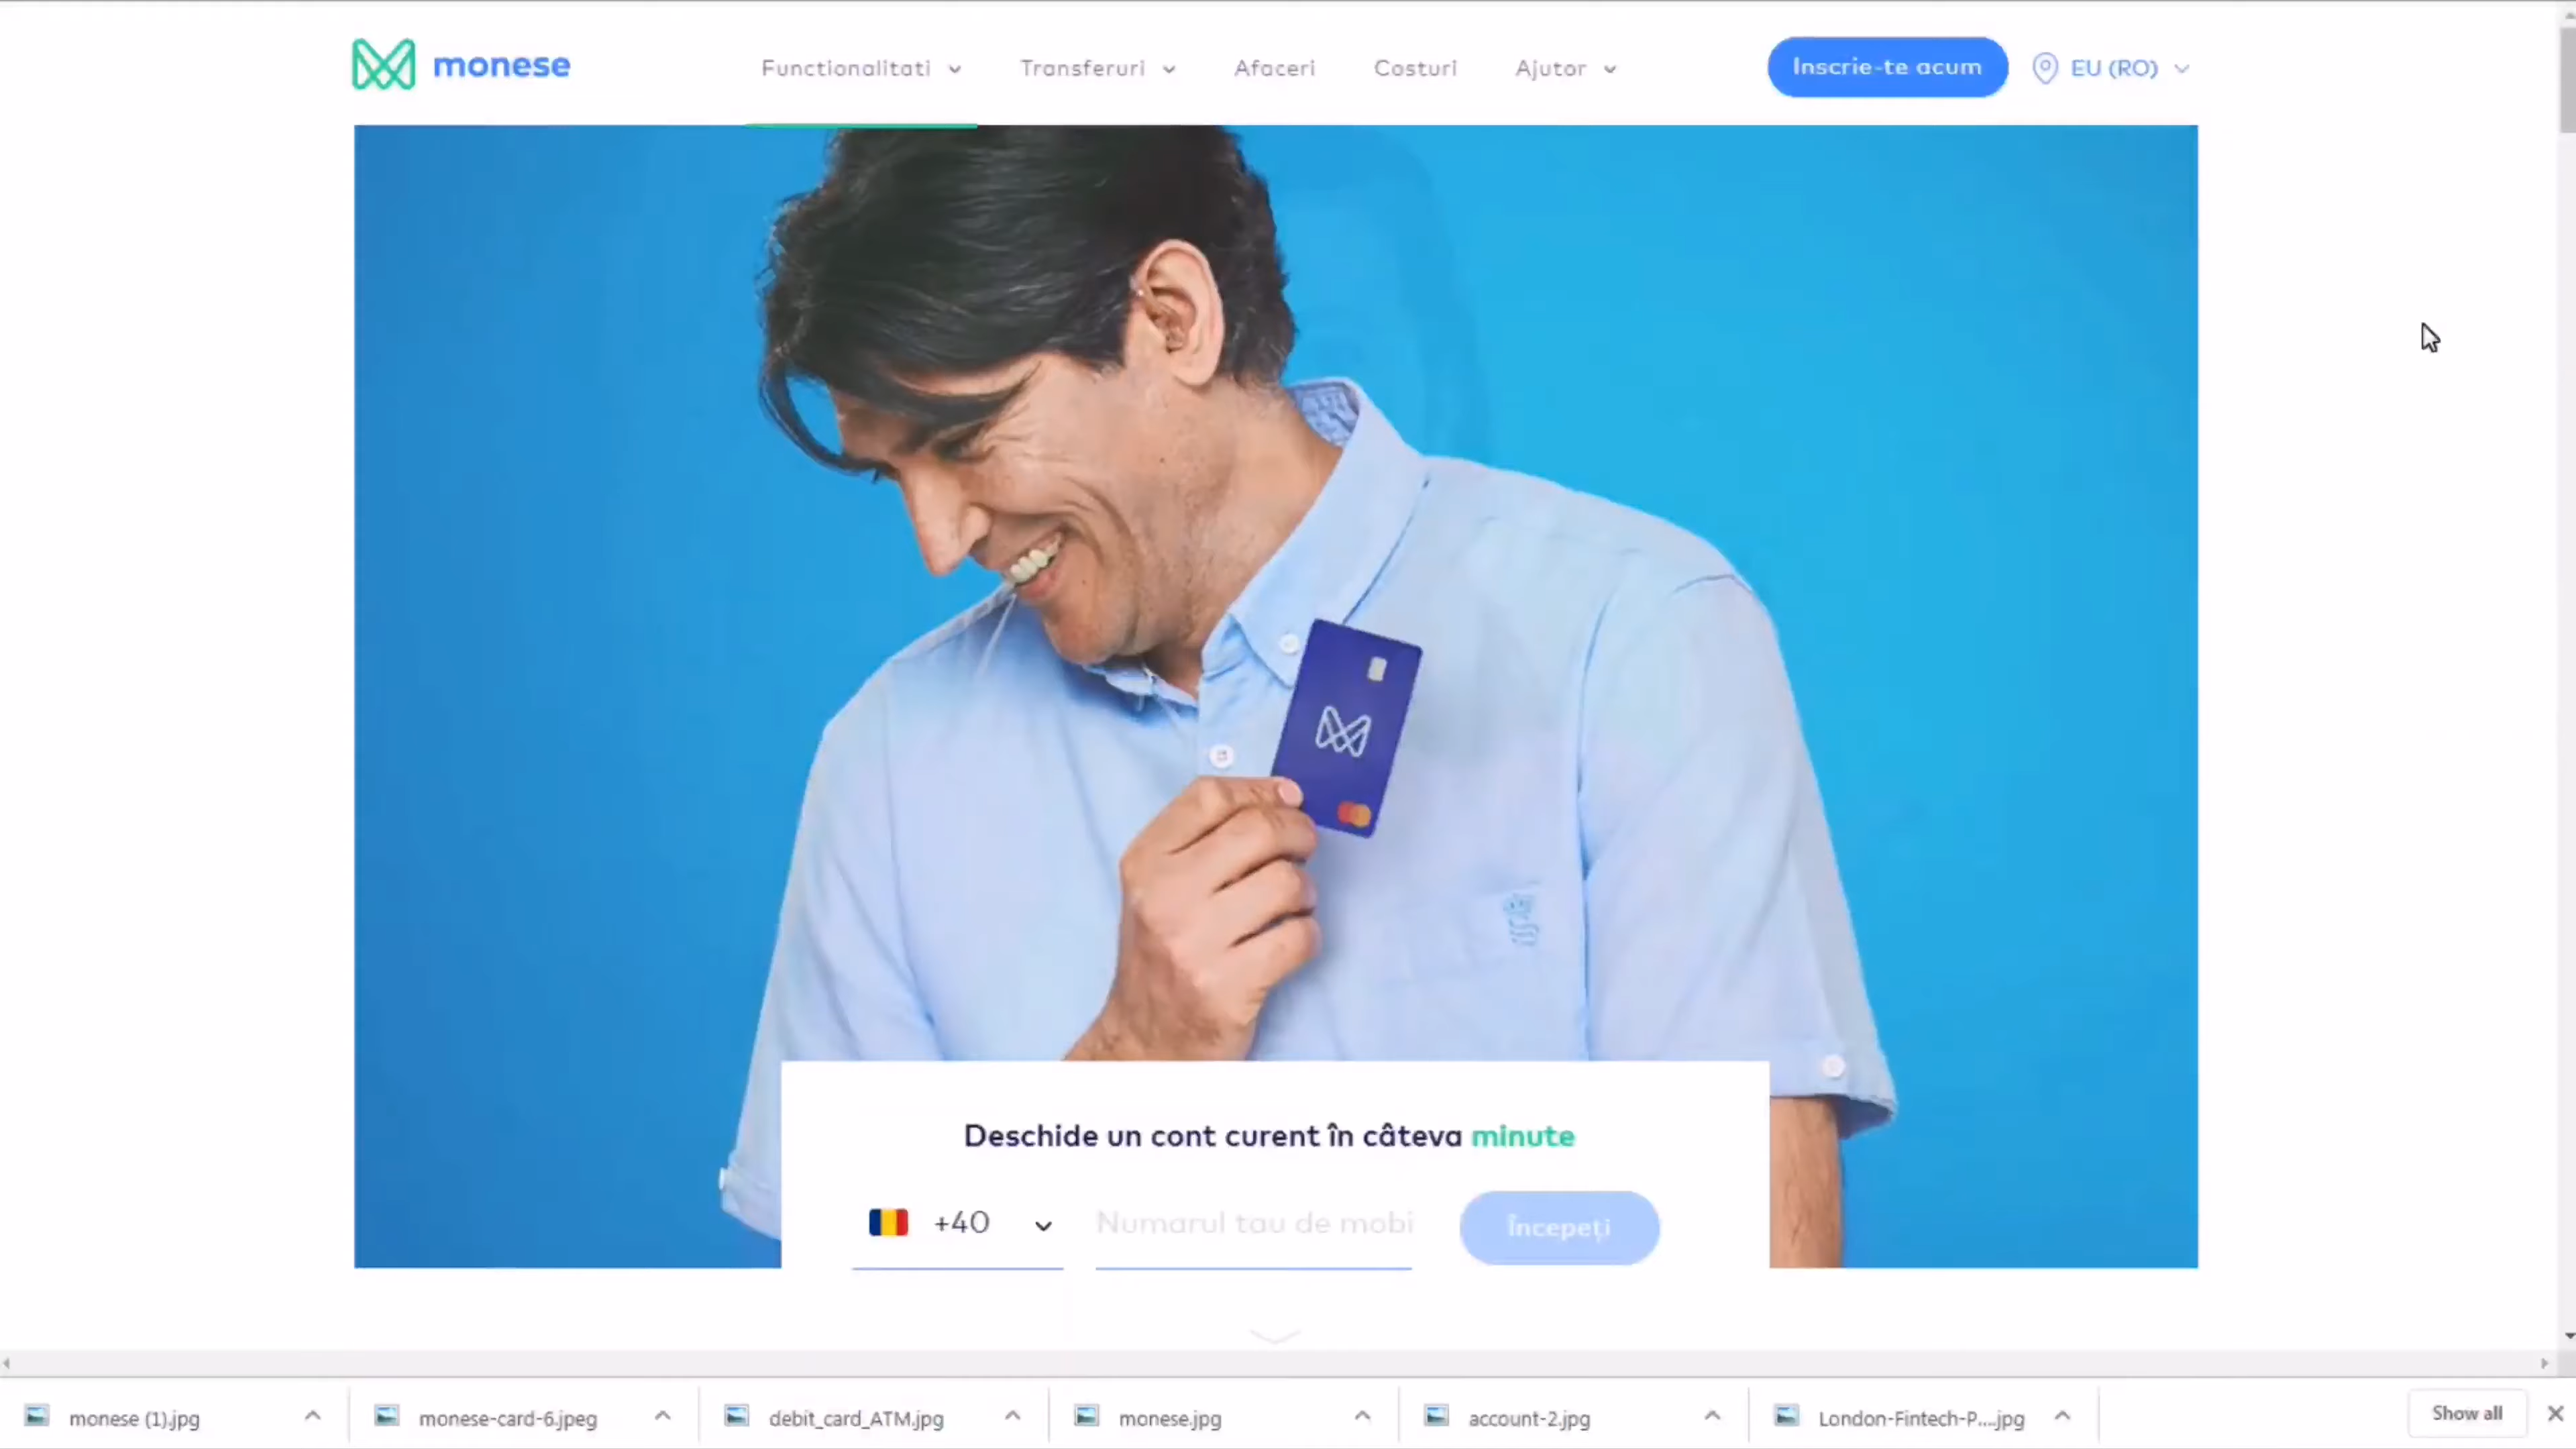 monese
Functionalitati Transferuri Afaceri Costuri Ajutor Inscrie-te acum EU (RO)
Deschide un cont curent în câteva minute
+40 Numarul tau de mobi Începeți
monese (1).jpg monese-card-6.jpeg debit_card_ATM.jpg monese.jpg account-2.jpg London-Fintech-P....jpg Show all